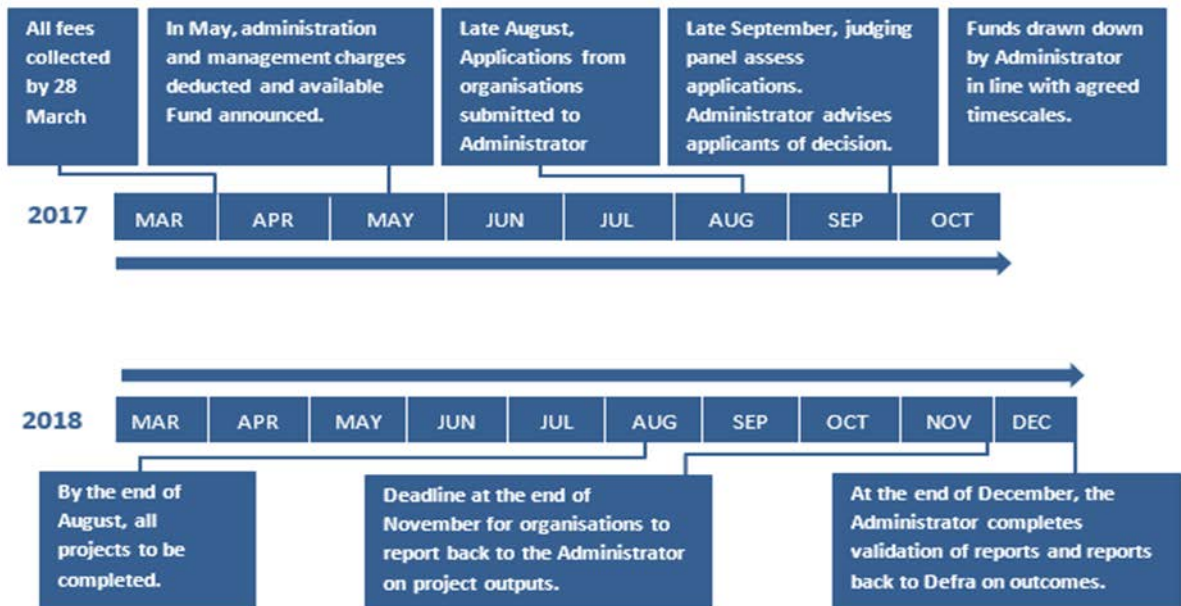 All fees
collected
by 28
March
In May, administration
and management charges
deducted and available
Fund announced.
Late August,
Applications from
organisations
submitted to
Administrator
Late September, judging
panel assess
applications.
Administrator advises
applicants of decision.
Funds drawn down
by Administrator
in line with agreed
timescales.
2017 MAR APR MAY JUN JUL AUG SEP OCT
2018 MAR APR MAY JUN JUL AUG SEP OCT NOV DEC
By the end of
August, all
projects to be
completed.
Deadline at the end of
November for organisations to
report back to the Administrator
on project outputs.
At the end of December, the
Administrator completes
validation of reports and reports
back to Defra on outcomes.